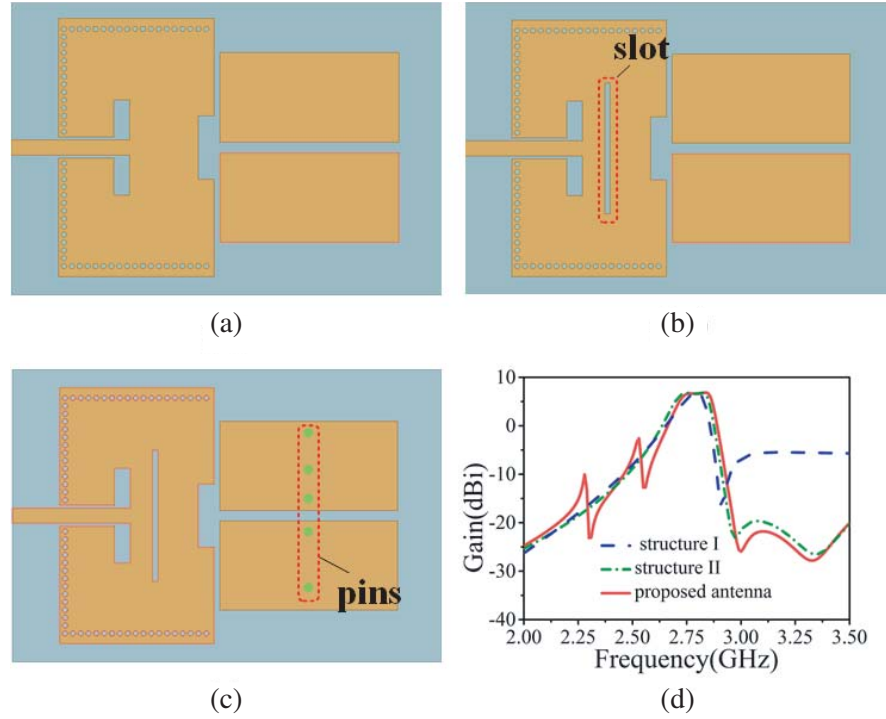 slot
(a)
(b)
pins
(c)
10
0
-10
-20
-30
-40
Gain(dBi)
structure I
structure II
proposed antenna
2.00 2.25 2.50 2.75 3.00 3.25 3.50
Frequency(GHz)
(d)